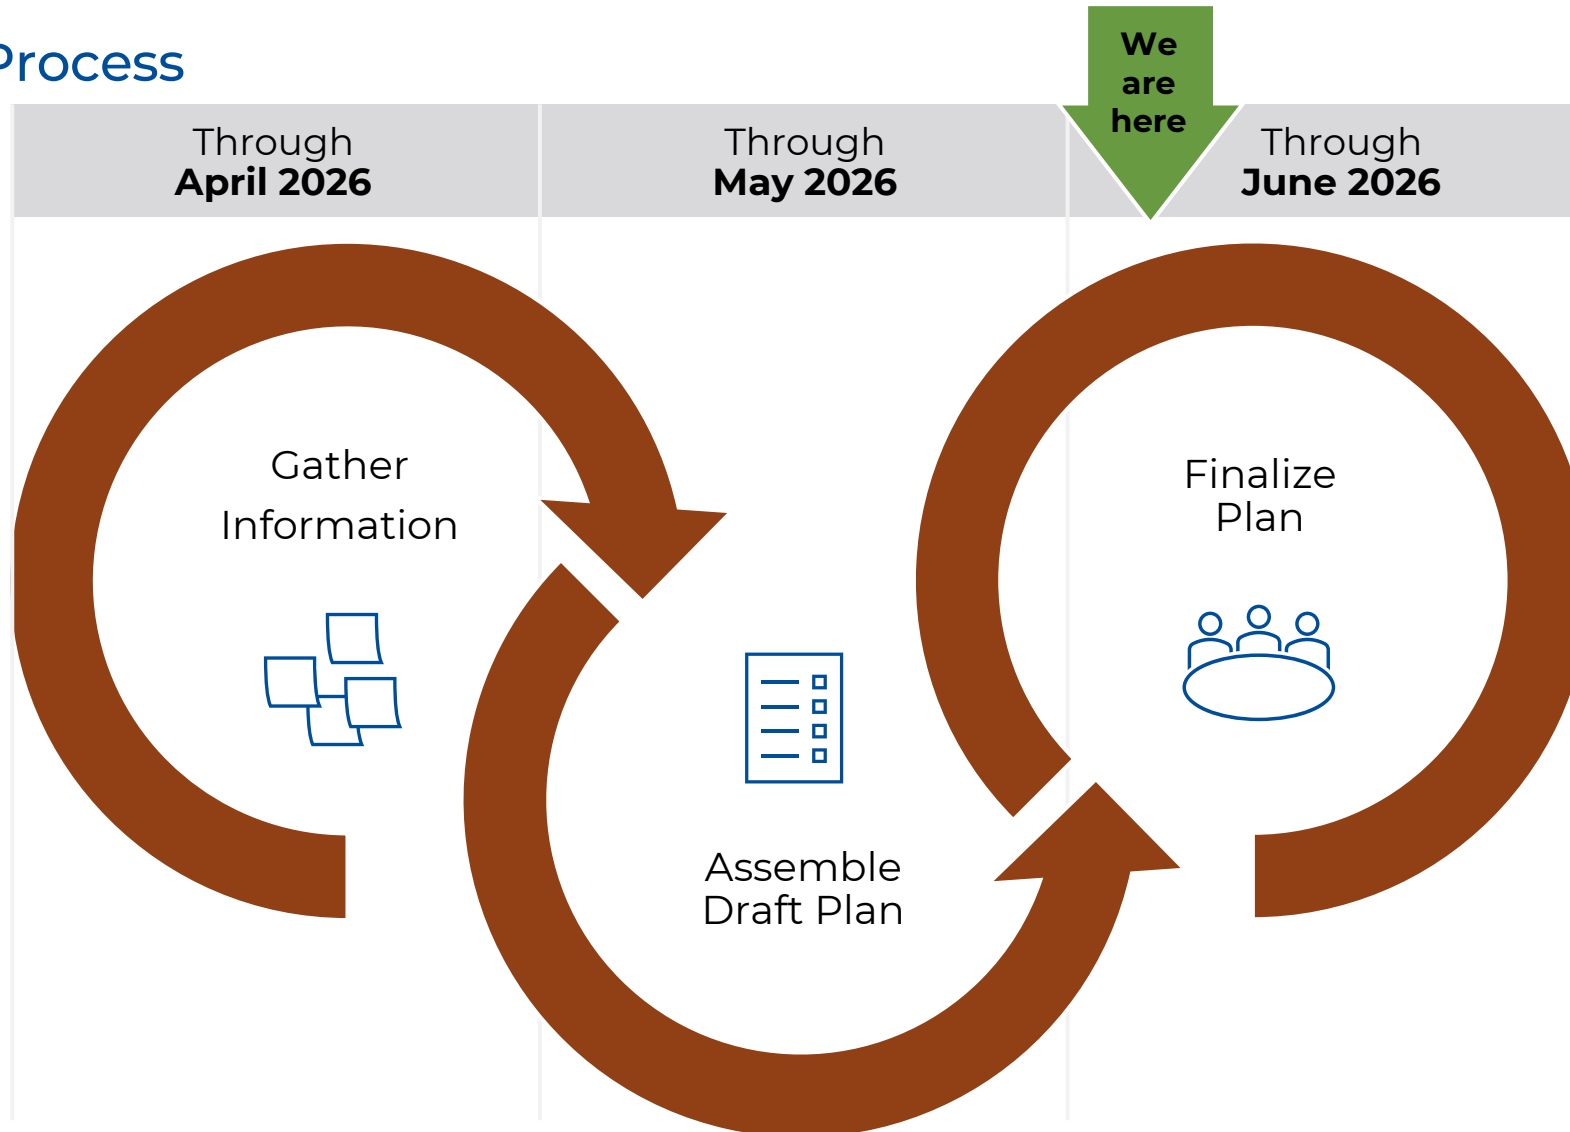 Process
We
are
here
Through
April 2026
Through
May 2026
Through
June 2026
Gather
Information
Assemble
Draft Plan
Finalize
Plan